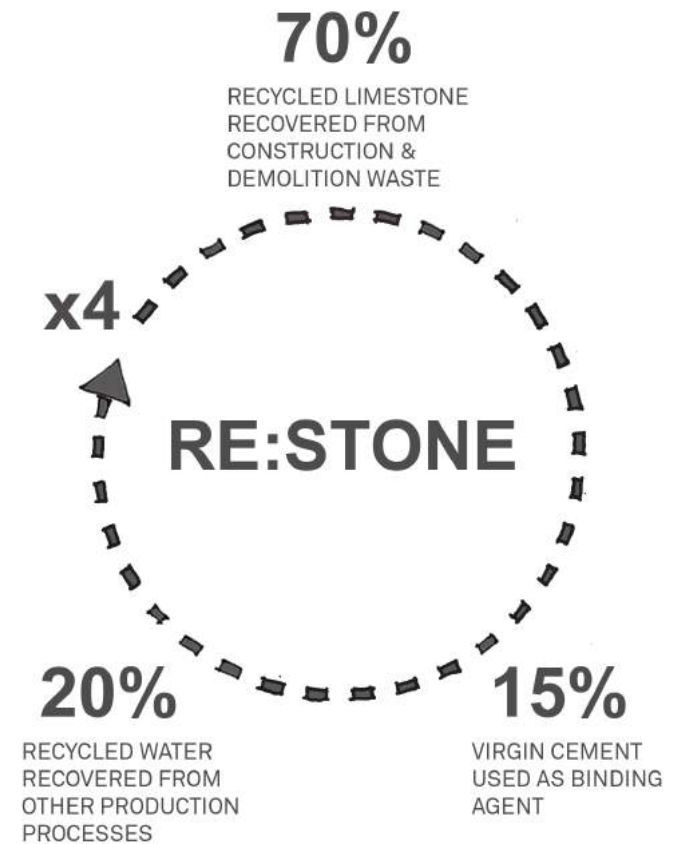 70%
RECYCLED LIMESTONE
RECOVERED FROM
CONSTRUCTION &
DEMOLITION WASTE
x4
RE:STONE
20%
RECYCLED WATER
RECOVERED FROM
OTHER PRODUCTION
PROCESSES
15%
VIRGIN CEMENT
USED AS BINDING
AGENT